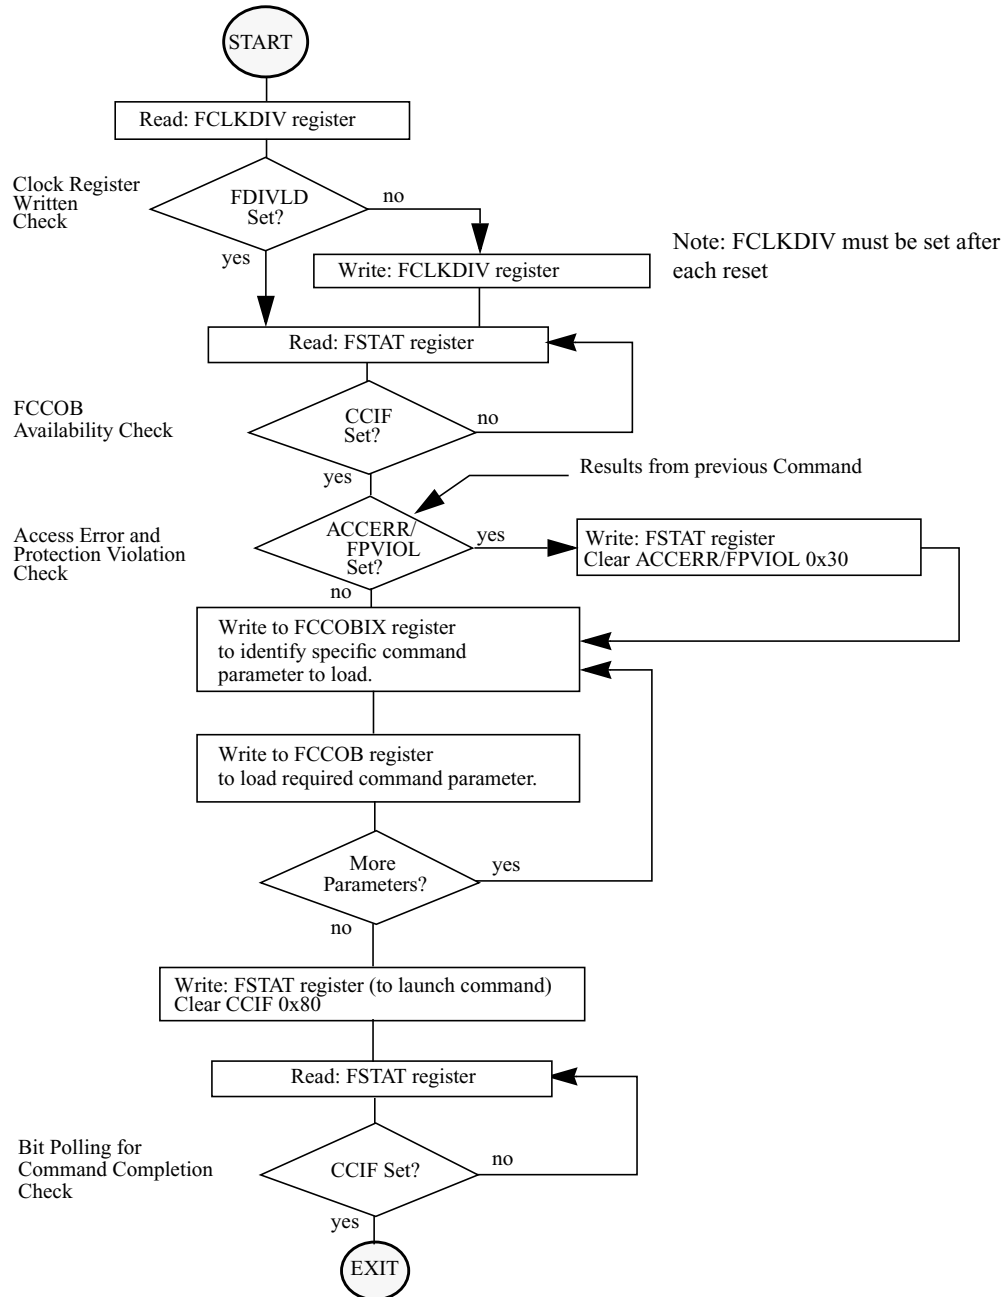 START
Read: FCLKDIV register
Clock Register
Written
Check
FDIVLD
Set?
no
yes
Note: FCLKDIV must be set after
each reset
Write: FCLKDIV register
Read: FSTAT register
FCCOB
Availability Check
CCIF
Set?
no
yes
Results from previous Command
Access Error and
Protection Violation
Check
ACCERR/
FPVIOL
Set?
yes
no
Write: FSTAT register
Clear ACCERR/FPVIOL 0x30
Write to FCCOBIX register
to identify specific command
parameter to load.
Write to FCCOB register
to load required command parameter.
More
Parameters?
yes
no
Write: FSTAT register (to launch command)
Clear CCIF 0x80
Read: FSTAT register
Bit Polling for
Command Completion
Check
CCIF Set?
no
yes
EXIT